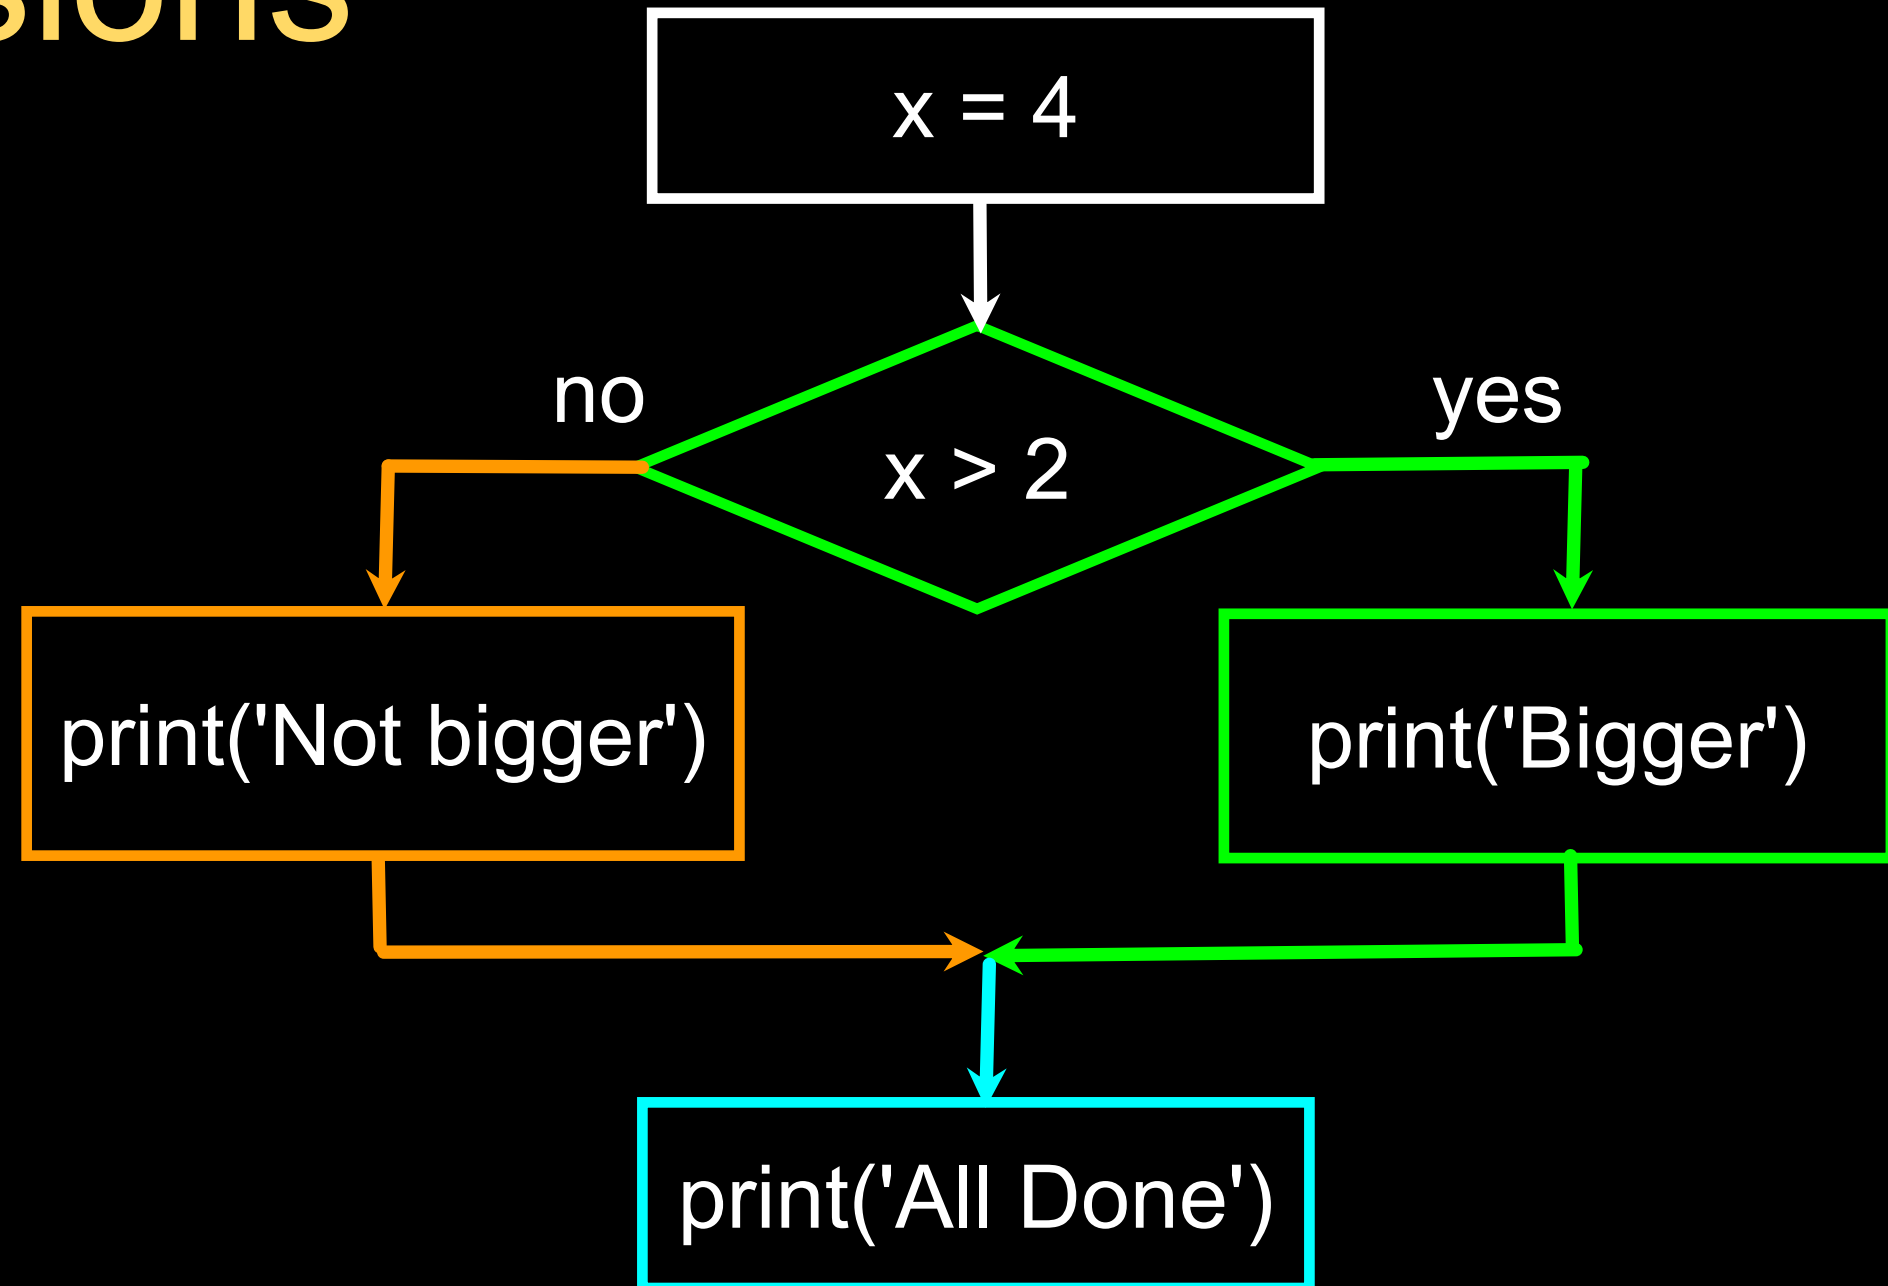 x = 4
no
yes
x > 2
print('Not bigger')
print('Bigger')
print('All Done')